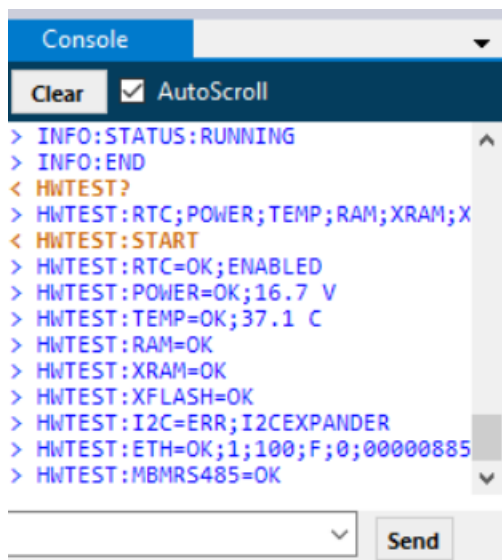 Console
Clear AutoScroll
> INFO:STATUS:RUNNING
> INFO:END
< HWTEST?
> HWTEST:RTC;POWER;TEMP;RAM;XRAM;X
< HWTEST:START
> HWTEST:RTC=OK;ENABLED
> HWTEST:POWER=OK;16.7 V
> HWTEST:TEMP=OK;37.1 C
> HWTEST:RAM=OK
> HWTEST:XRAM=OK
> HWTEST:XFLASH=OK
> HWTEST:I2C=ERR;I2CEXPANDER
> HWTEST:ETH=OK;1;100;F;0;00000885
> HWTEST:MBMRS485=OK
Send